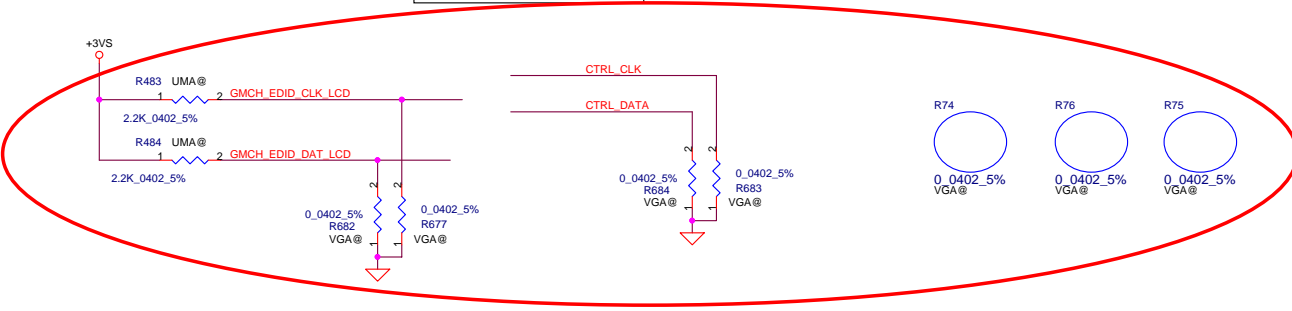 +3VS
R483 UMA@
1 2 GMCH_EDID_CLK_LCD
2.2K_0402_5%
R484 UMA@
1 2 GMCH_EDID_DAT_LCD
2.2K_0402_5%
2 2
0_0402_5%
R682
VGA@
0_0402_5%
R677
VGA@
1 1
CTRL_CLK
CTRL_DATA
2 2
0_0402_5%
R684
VGA@
0_0402_5%
R683
VGA@
1 1
R74
0_0402_5%
VGA@
R76
0_0402_5%
VGA@
R75
0_0402_5%
VGA@